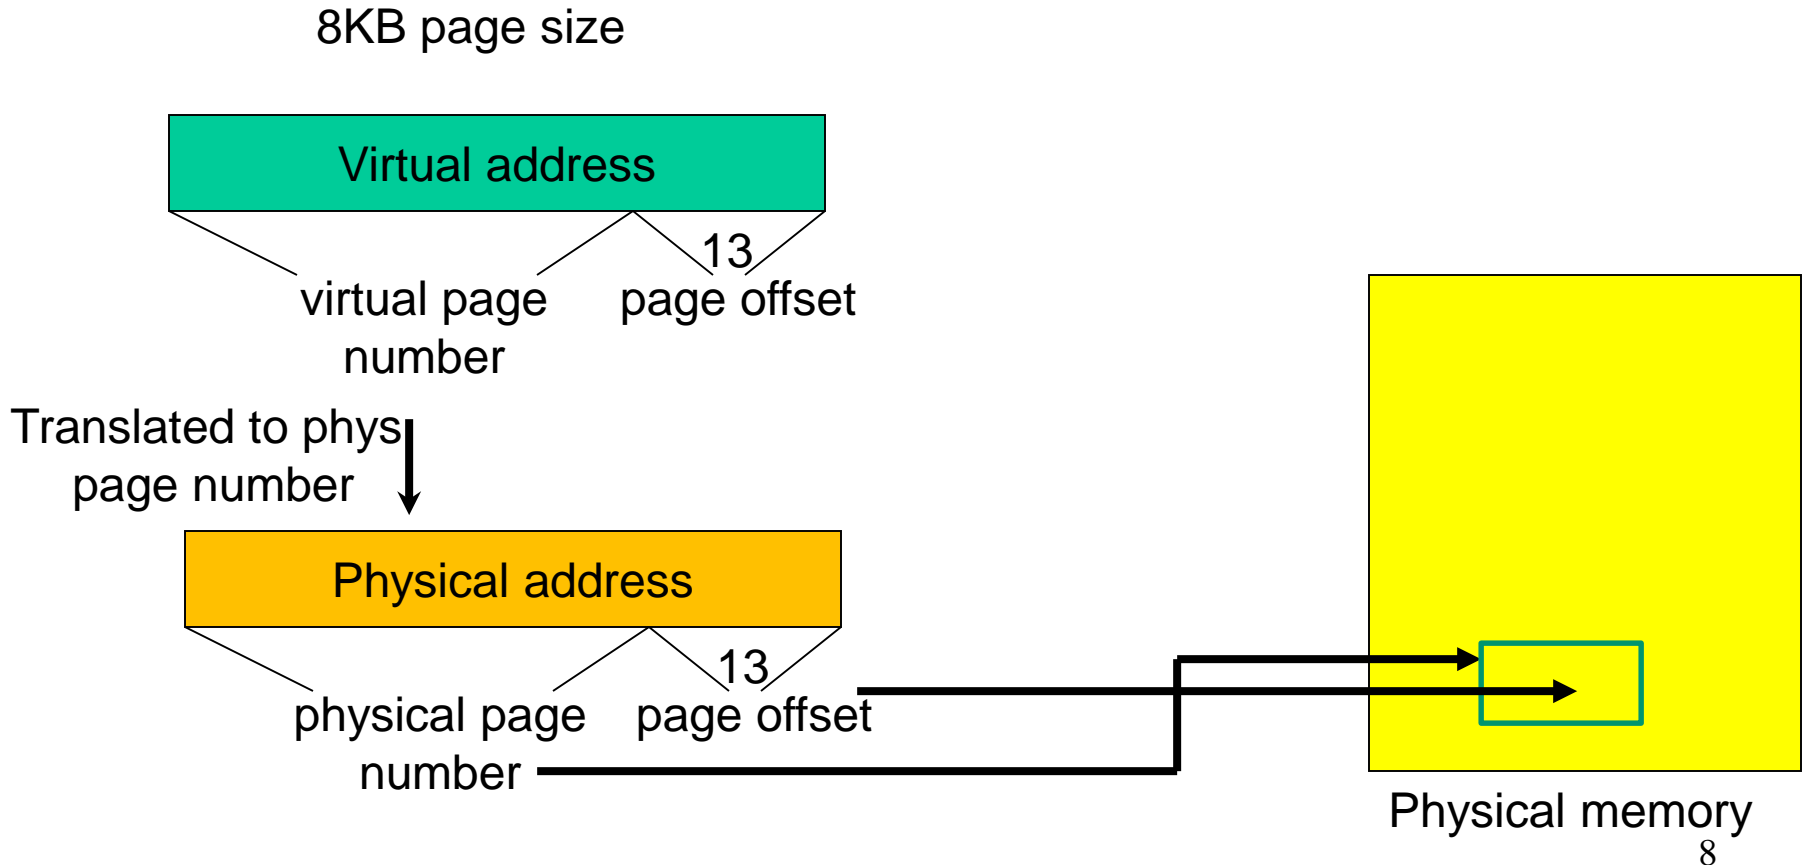 8KB page size
Virtual address
13
virtual page
number
page offset
Translated to phys
page number
Physical address
13
physical page
number
page offset
Physical memory
8